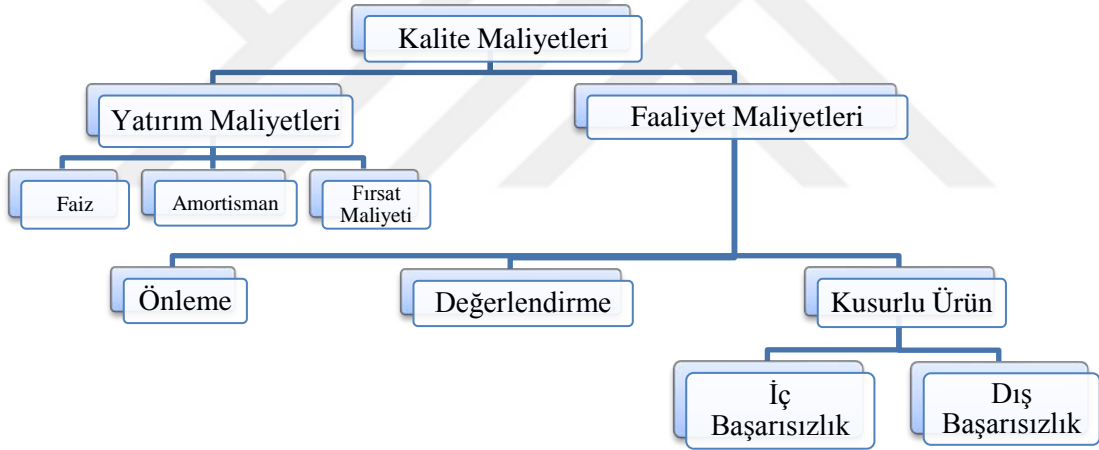 Kalite Maliyetleri
Yatırım Maliyetleri
Faaliyet Maliyetleri
Faiz
Amortisman
Fırsat
Maliyeti
Önleme
Değerlendirme
Kusurlu Ürün
İç
Başarısızlık
Dış
Başarısızlık